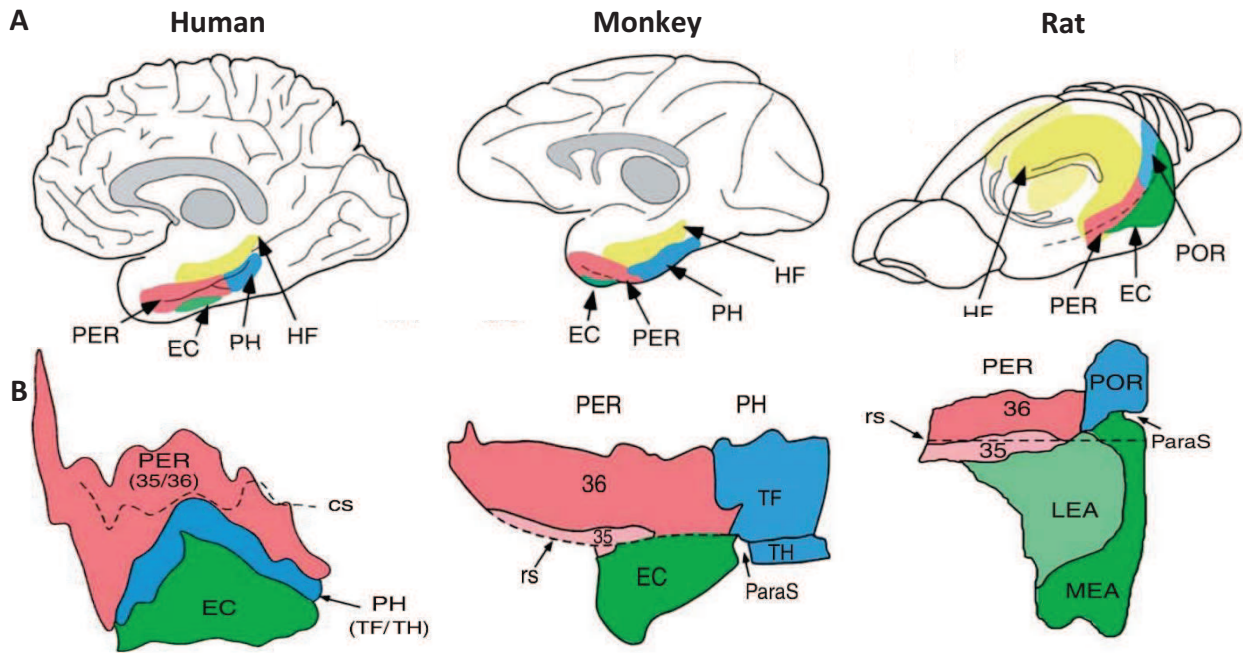 A
Human
Monkey
Rat
PER
EC
PH
HF
EC
PER
PH
HF
HF
PER
EC
POR
B
PER
(35/36)
cs
EC
PH
(TF/TH)
PER
PH
36
TF
35
rs
EC
TH
ParaS
PER
POR
rs
36
ParaS
35
LEA
MEA